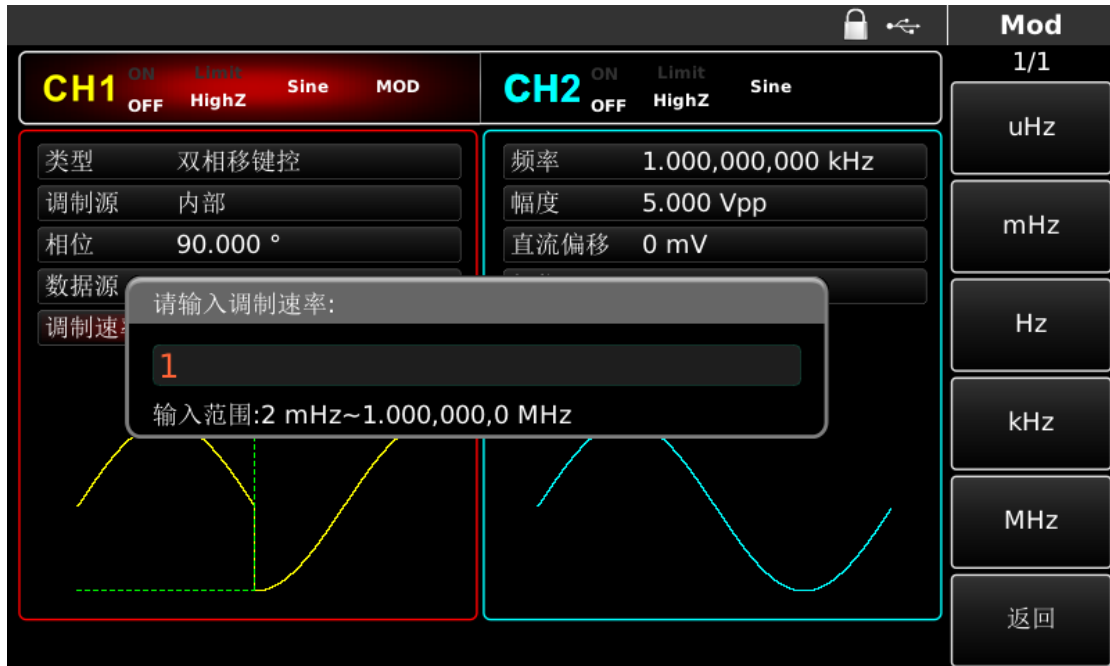 Mod
1/1
CH1 ON OFF Limit HighZ Sine MOD
CH2 ON OFF Limit HighZ Sine
类型 双相移键控
调制源 内部
相位 90.000 °
数据源
调制速
频率 1.000,000,000 kHz
幅度 5.000 Vpp
直流偏移 0 mV
请输入调制速率:
1
输入范围:2 mHz~1.000,000,0 MHz
uHz
mHz
Hz
kHz
MHz
返回